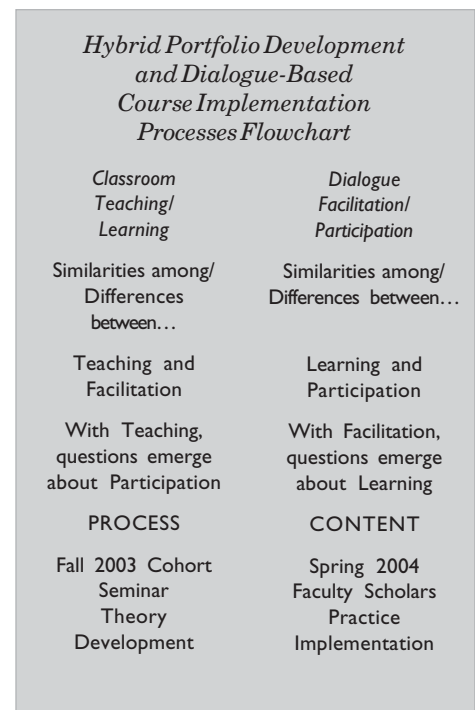 Hybrid Portfolio Development
and Dialogue-Based
Course Implementation
Processes Flowchart
Classroom
Teaching/
Learning
Dialogue
Facilitation/
Participation
Similarities among/
Differences
between…
Similarities among/
Differences between…
Teaching and
Facilitation
Learning and
Participation
With Teaching,
questions emerge
about Participation
With Facilitation,
questions emerge
about Learning
PROCESS
CONTENT
Fall 2003 Cohort
Seminar
Theory
Development
Spring 2004
Faculty Scholars
Practice
Implementation